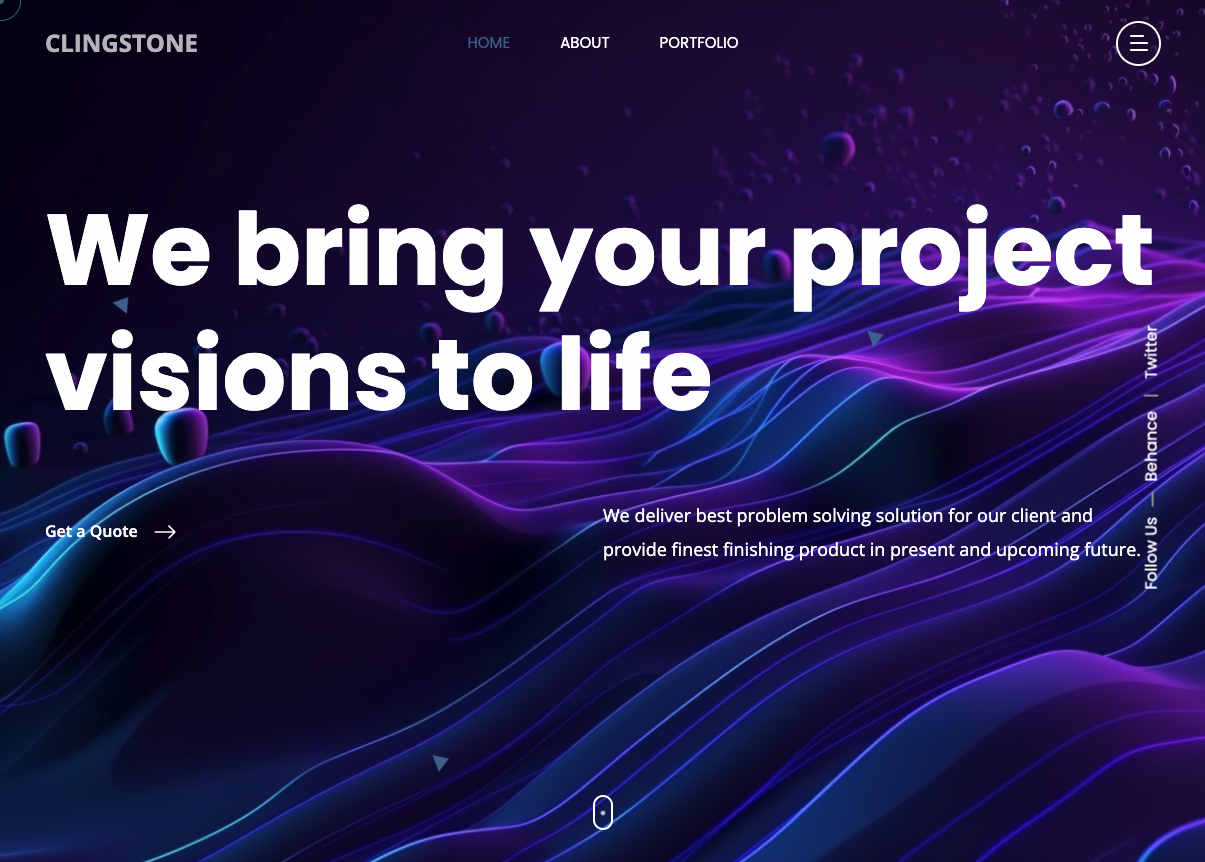 CLINGSTONE
HOME
ABOUT
PORTFOLIO
We bring your project
visions to life
Get a Quote
We deliver best problem solving solution for our client and
provide finest finishing product in present and upcoming future.
Follow Us — Behance | Twitter